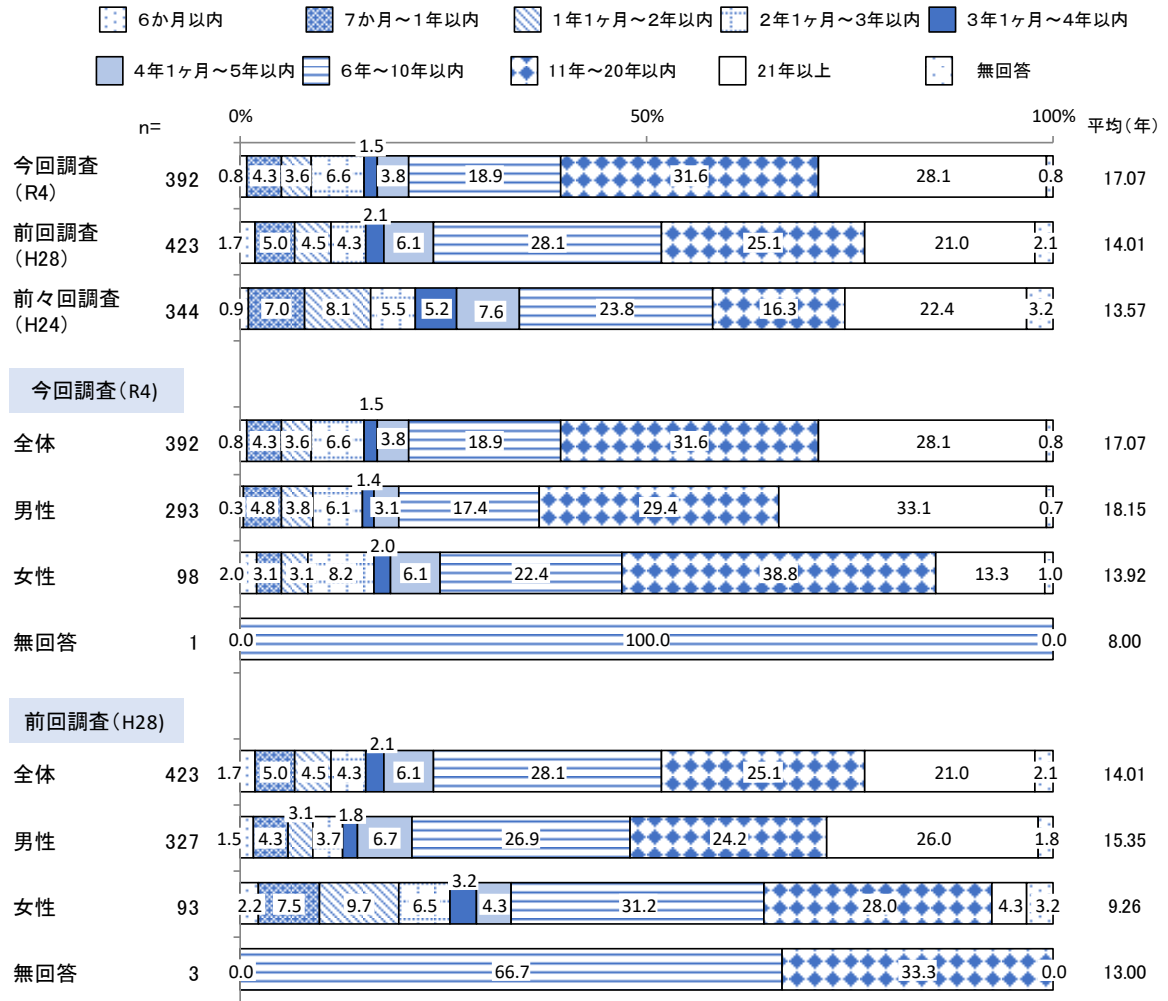 6か月以内 7か月～1年以内 1年1ヶ月～2年以内 2年1ヶ月～3年以内 3年1ヶ月～4年以内
4年1ヶ月～5年以内 6年～10年以内 11年～20年以内 21年以上 無回答
n= 0% 50% 100% 平均(年)
1.5
今回調査
(R4)
392 0.8 4.3 3.6 6.6 3.8 18.9 31.6 28.1 0.8 17.07
2.1
前回調査
(H28)
423 1.7 5.0 4.5 4.3 6.1 28.1 25.1 21.0 2.1 14.01
前々回調査
(H24)
344 0.9 7.0 8.1 5.5 5.2 7.6 23.8 16.3 22.4 3.2 13.57
今回調査(R4)
1.5
全体 392 0.8 4.3 3.6 6.6 3.8 18.9 31.6 28.1 0.8 17.07
1.4
男性 293 0.3 4.8 3.8 6.1 3.1 17.4 29.4 33.1 0.7 18.15
2.0
女性 98 2.0 3.1 3.1 8.2 6.1 22.4 38.8 13.3 1.0 13.92
無回答 1 0.0 100.0 0.0 8.00
前回調査(H28)
2.1
全体 423 1.7 5.0 4.5 4.3 6.1 28.1 25.1 21.0 2.1 14.01
3.1 1.8
男性 327 1.5 4.3 3.7 6.7 26.9 24.2 26.0 1.8 15.35
3.2
女性 93 2.2 7.5 9.7 6.5 4.3 31.2 28.0 4.3 3.2 9.26
無回答 3 0.0 66.7 33.3 0.0 13.00